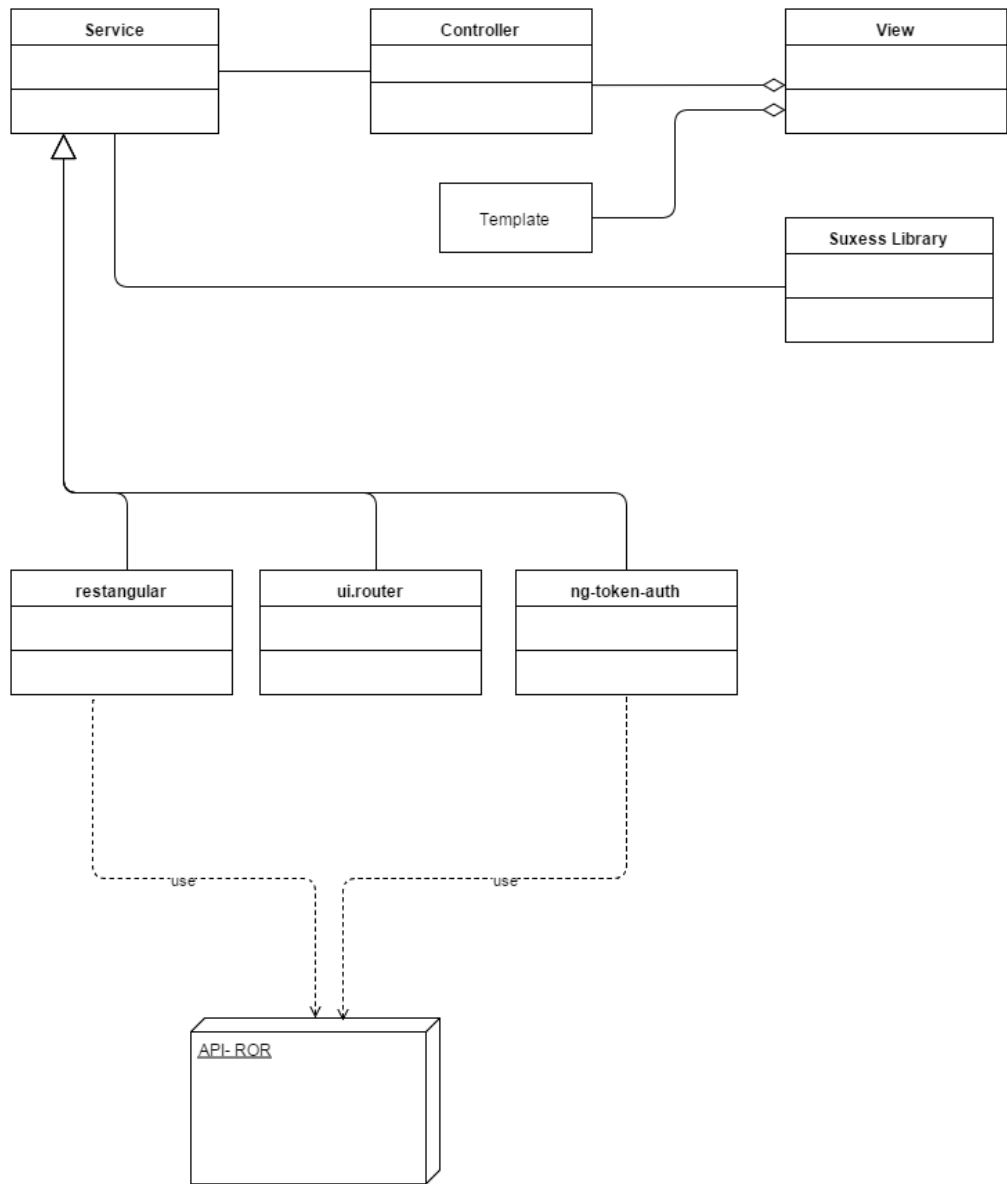 Service
Controller
View
Template
Suxess Library
restangular
ui.router
ng-token-auth
use
use
API- ROR